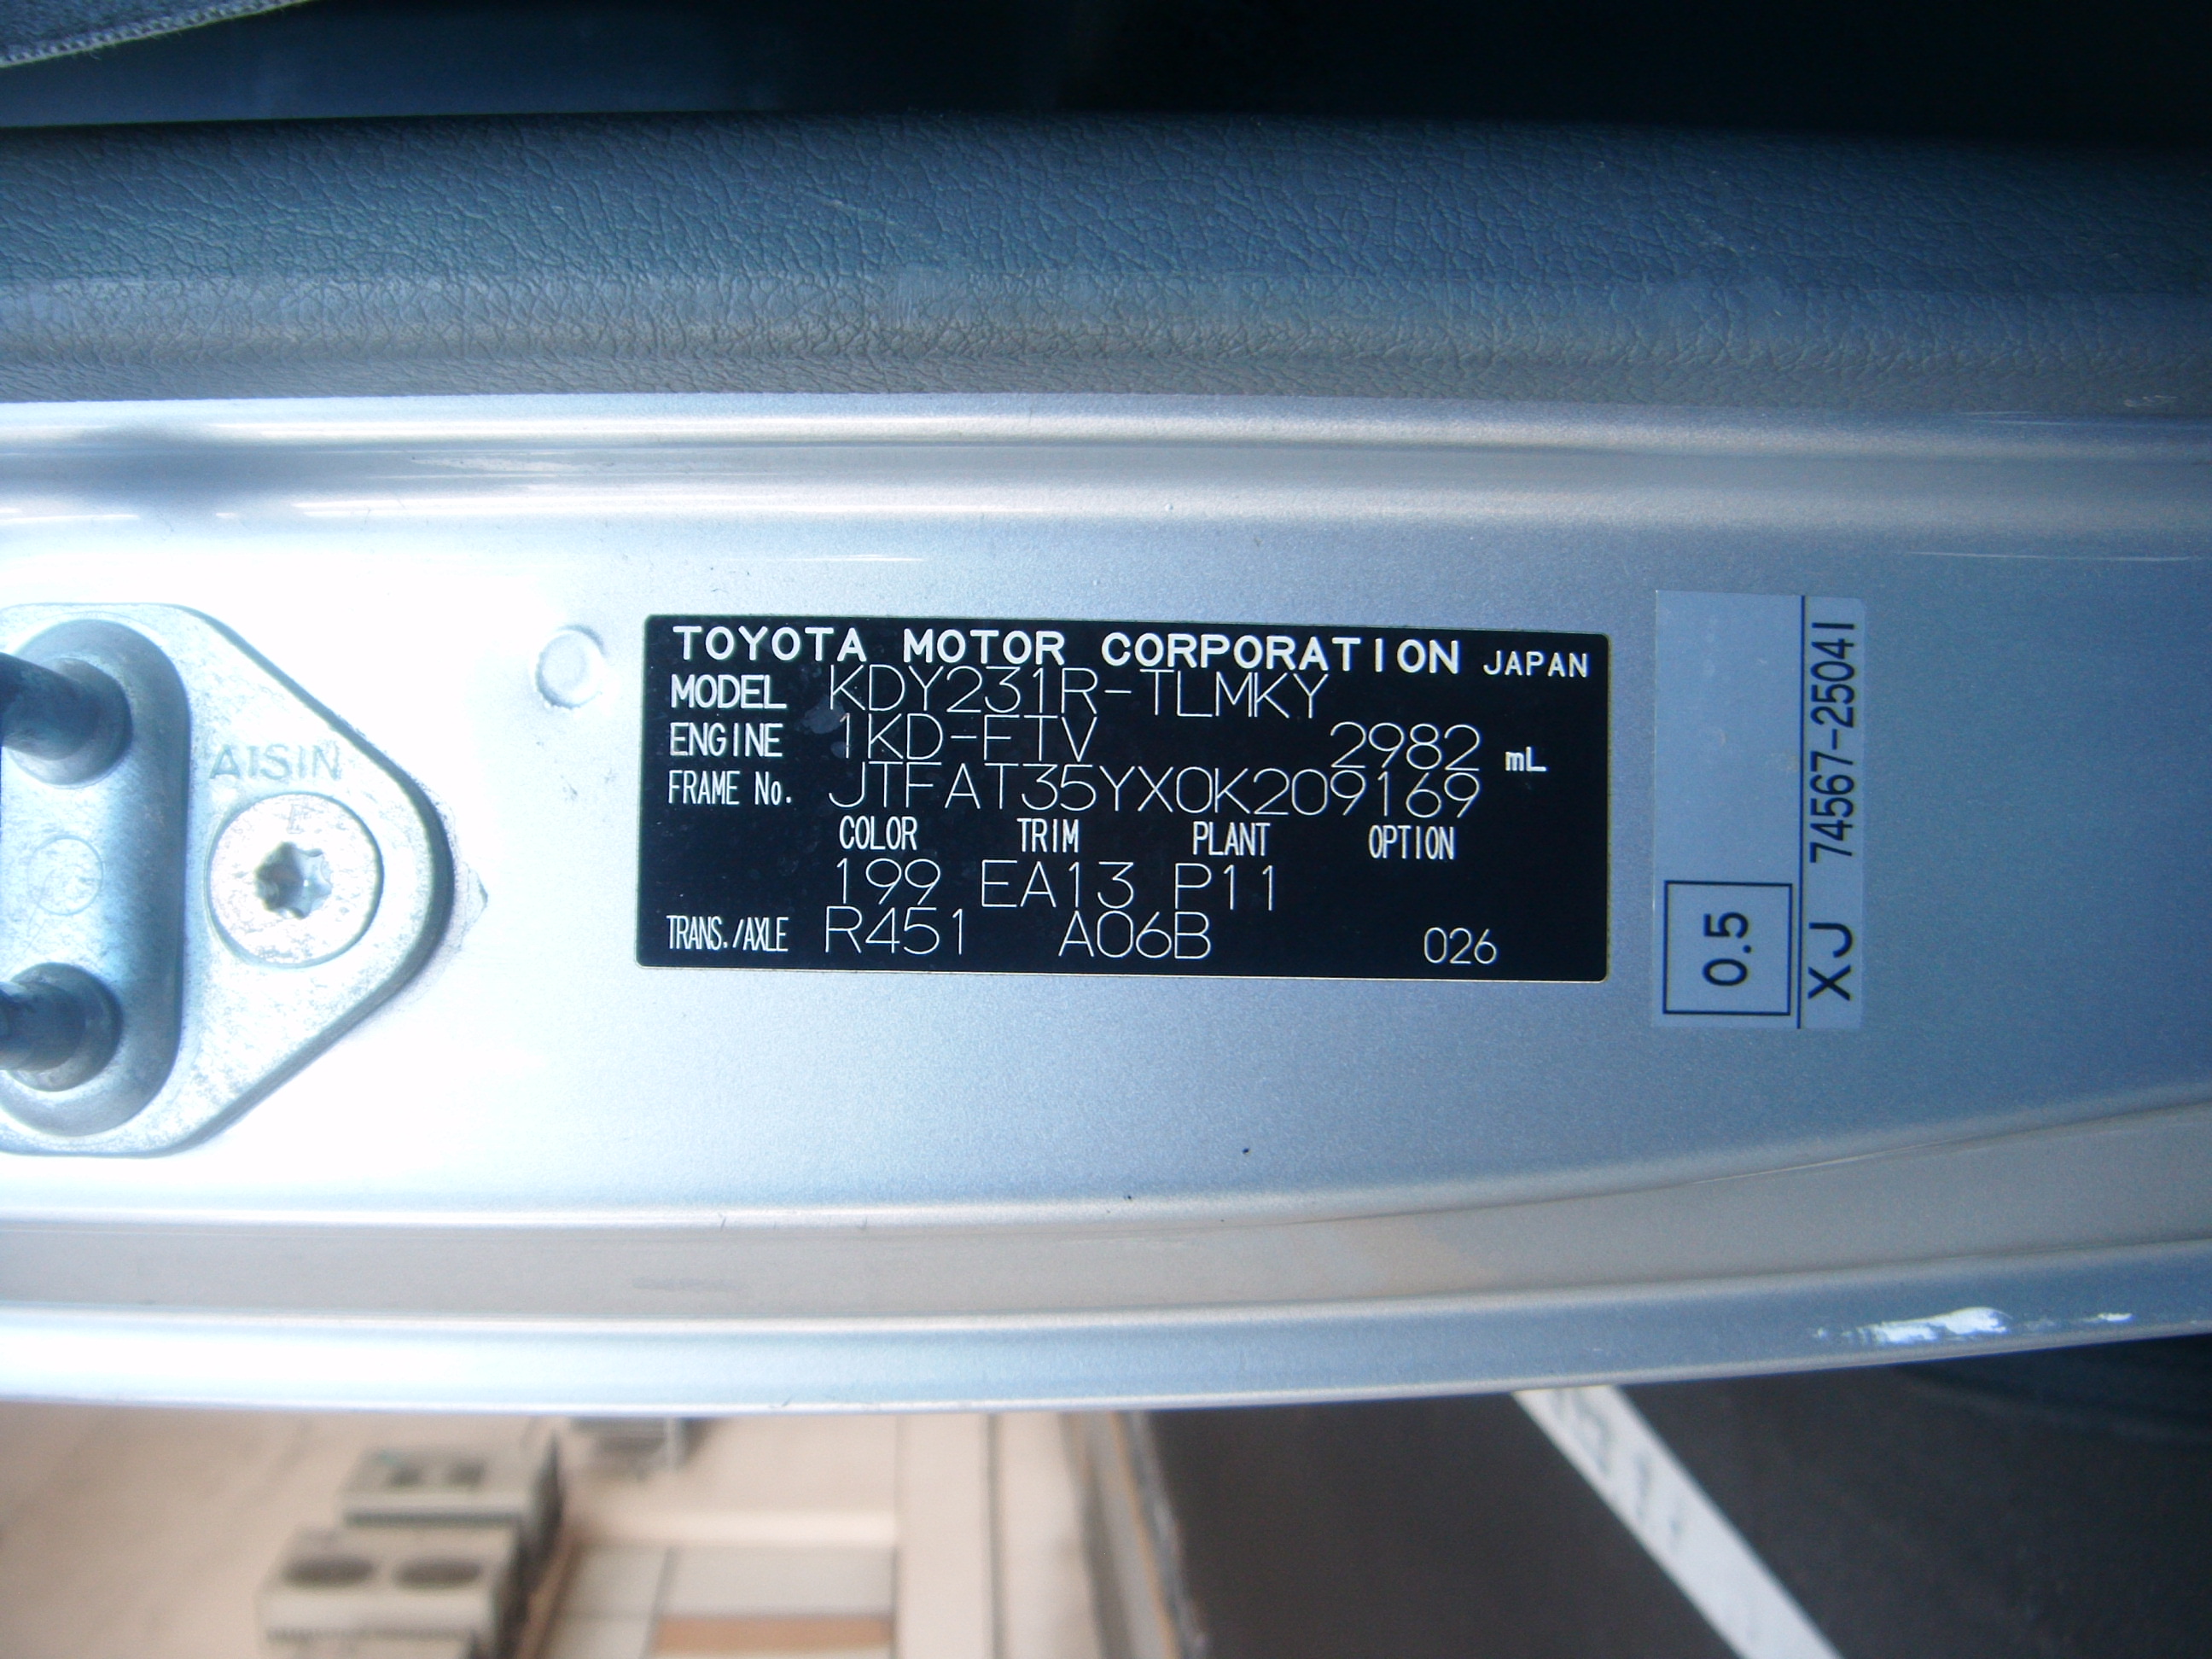 TOYOTA MOTOR CORPORATION JAPAN
MODEL KDY231R-TLMKY
ENGINE 1KD-FTV 2982 mL
FRAME No. JTFAT35YX0K209169
COLOR TRIM PLANT OPTION
199 EA13 P11
TRANS./AXLE R451 A06B 026
AISIN
0.5
XJ 74567-25041